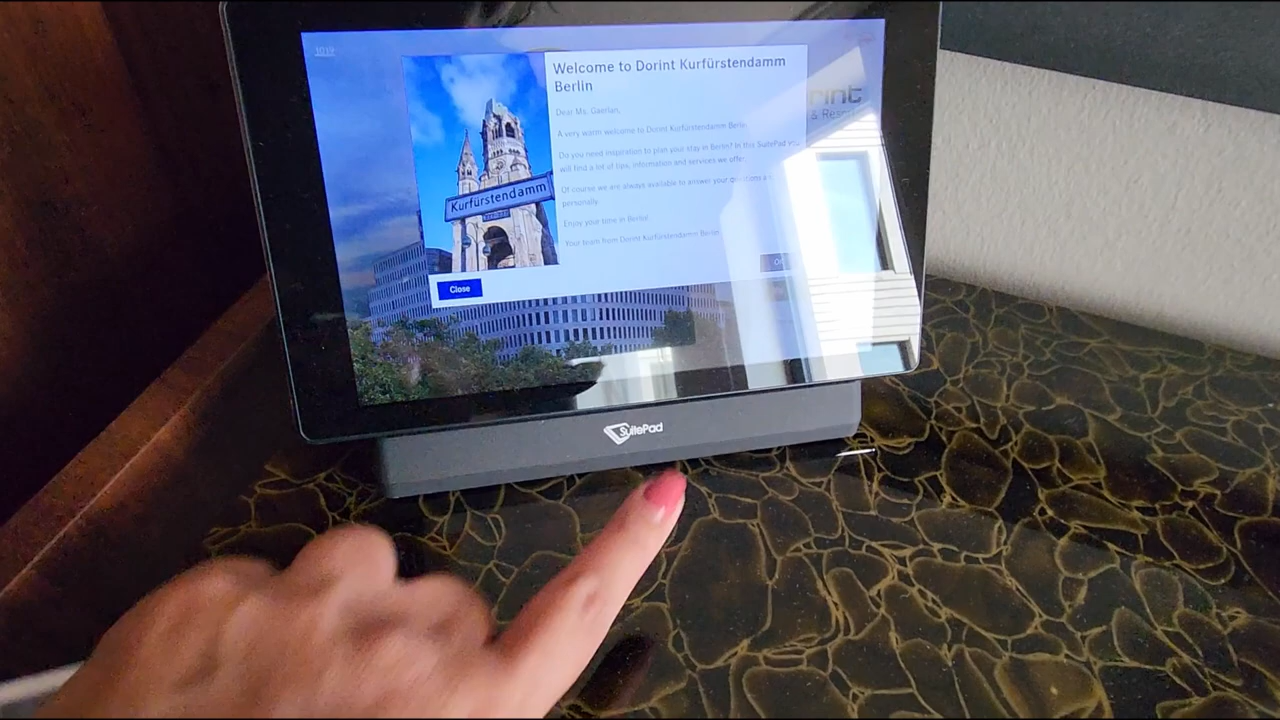 1019
Welcome to Dorint Kurfürstendamm
Berlin
rint
& Resor
Dear Ms. Gaerlan,
A very warm welcome to Dorint Kurfürstendamm Berlin
Do you need inspiration to plan your stay in Berlin? In this SuitePad you
will find a lot of tips, information and services we offer.
Of course we are always available to answer your questions
personally.
Kurfürstendamm
Enjoy your time in Berlin!
Your team from Dorint Kurfürstendamm Berlin
Close
SuitePad